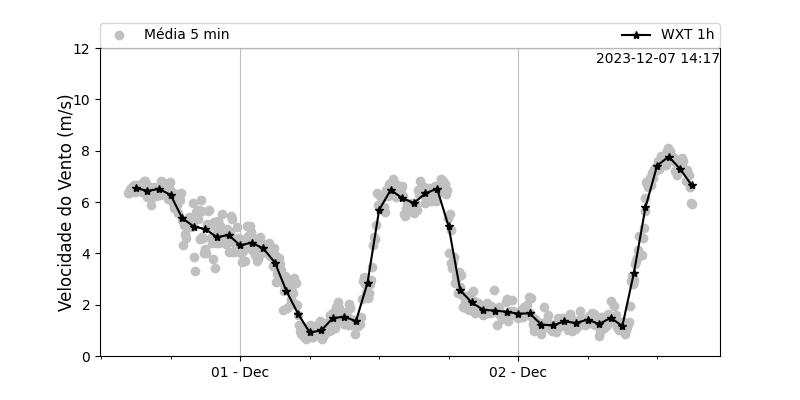 Média 5 min
WXT 1h
2023-12-07 14:17
Velocidade do Vento (m/s)
12
10
8
6
4
2
0
01 - Dec
02 - Dec